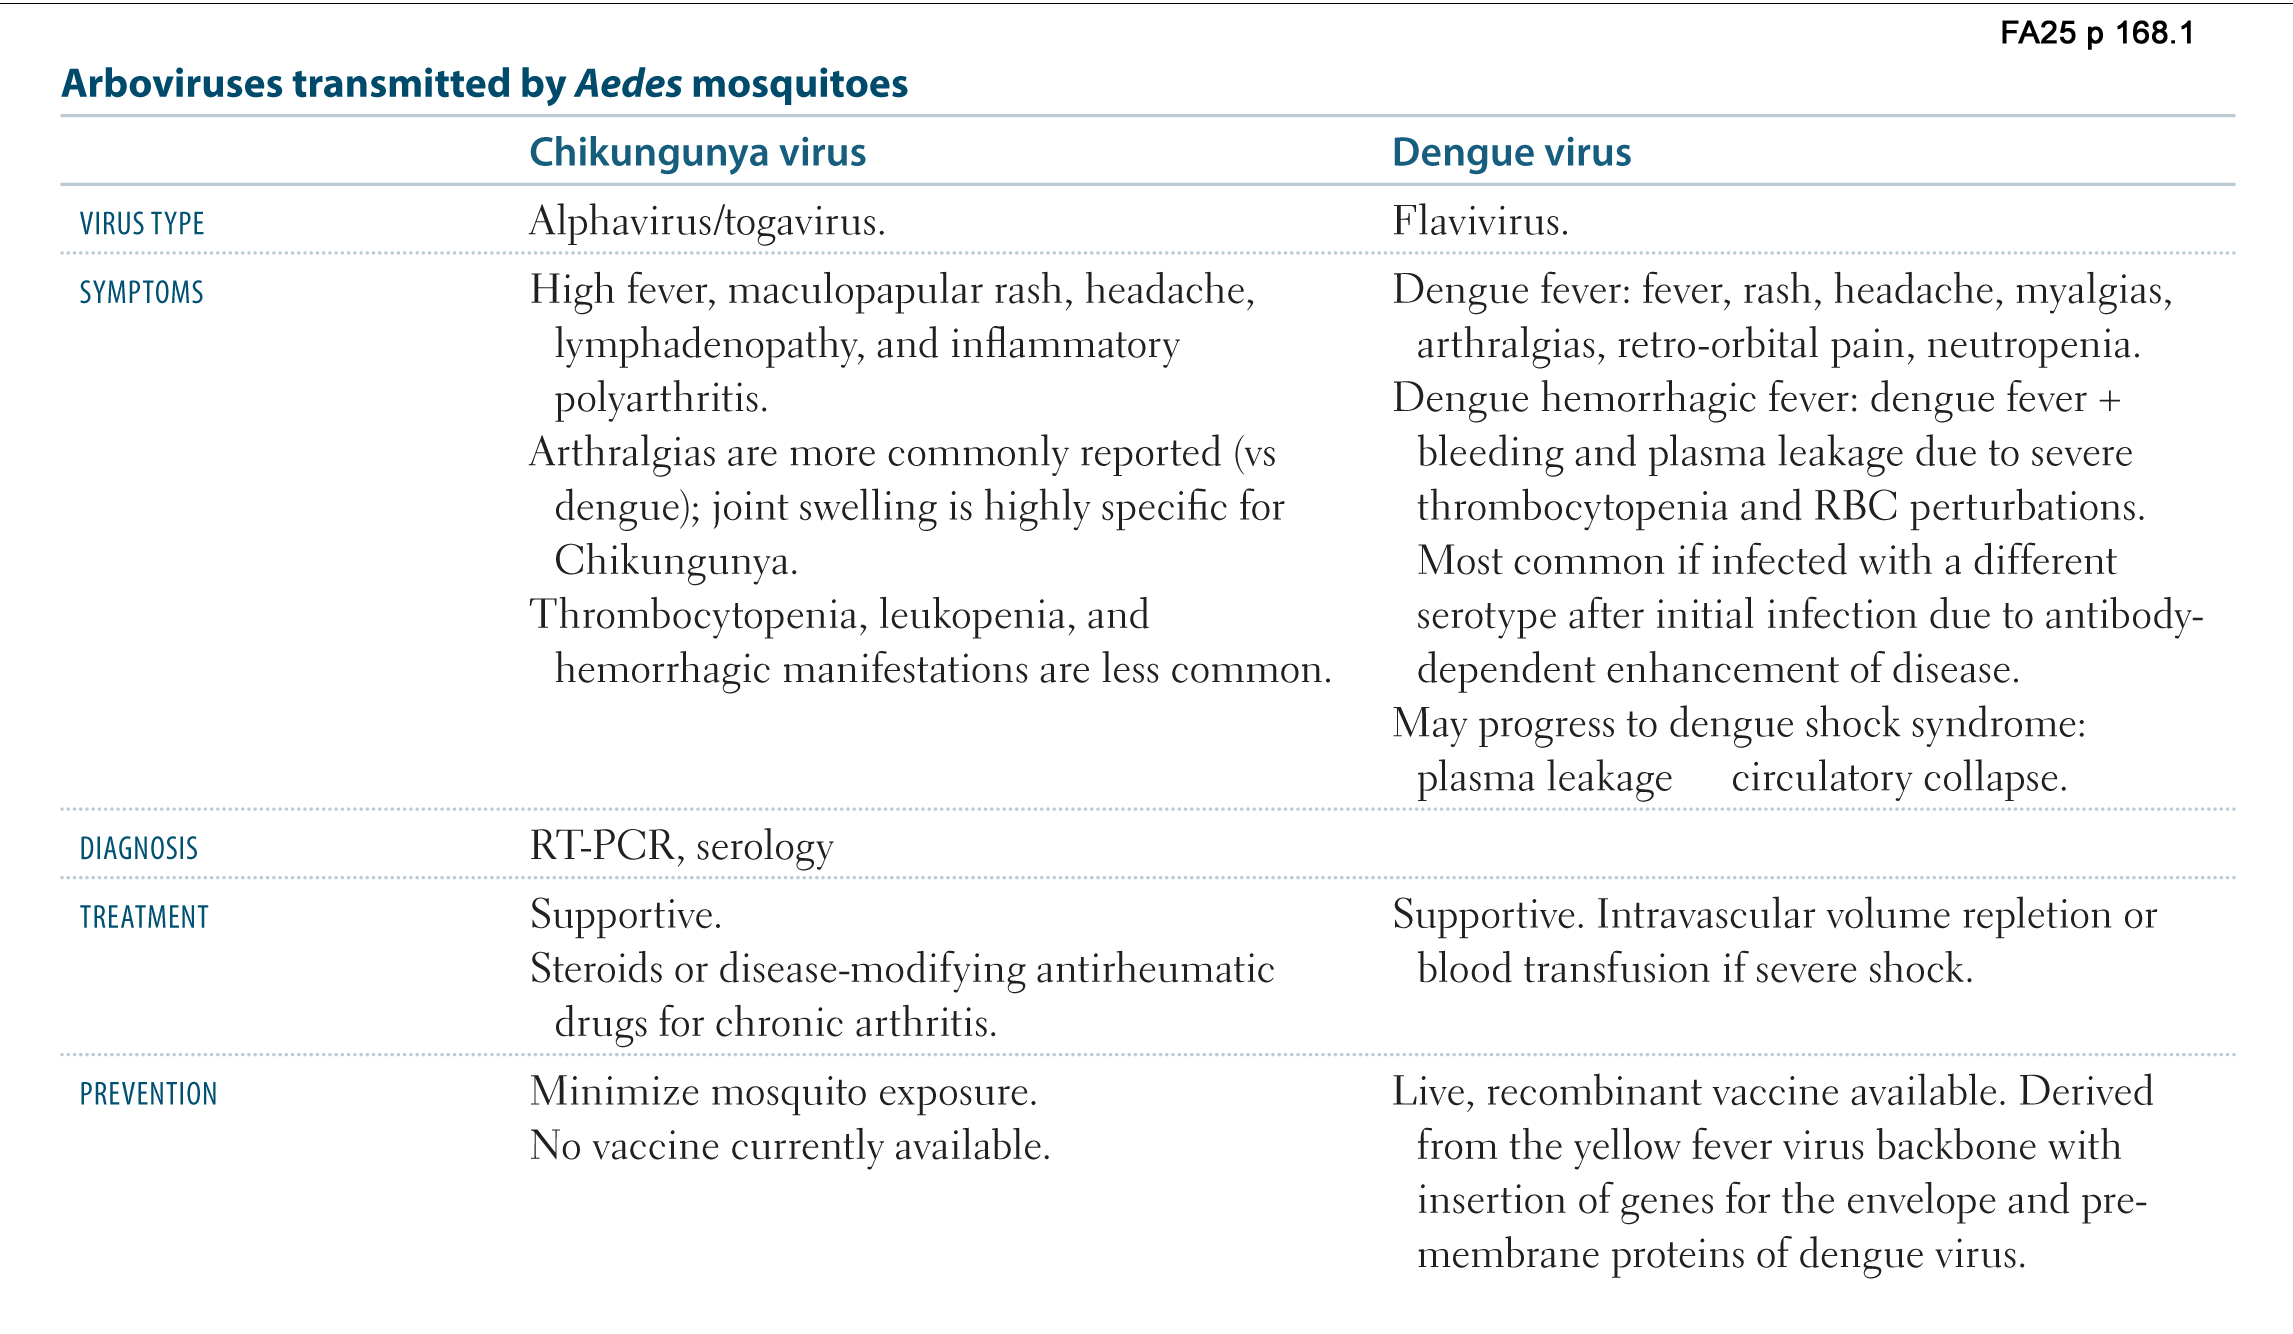 FA25 p 168.1
Arboviruses transmitted by Aedes mosquitoes
Chikungunya virus
Dengue virus
VIRUS TYPE
Alphavirus/togavirus.
Flavivirus.
SYMPTOMS
High fever, maculopapular rash, headache,
lymphadenopathy, and inflammatory
polyarthritis.
Arthralgias are more commonly reported (vs
dengue); joint swelling is highly specific for
Chikungunya.
Thrombocytopenia, leukopenia, and
hemorrhagic manifestations are less common.
Dengue fever: fever, rash, headache, myalgias,
arthralgias, retro-orbital pain, neutropenia.
Dengue hemorrhagic fever: dengue fever +
bleeding and plasma leakage due to severe
thrombocytopenia and RBC perturbations.
Most common if infected with a different
serotype after initial infection due to antibody-
dependent enhancement of disease.
May progress to dengue shock syndrome:
plasma leakage circulatory collapse.
DIAGNOSIS
RT-PCR, serology
TREATMENT
Supportive.
Steroids or disease-modifying antirheumatic
drugs for chronic arthritis.
Supportive. Intravascular volume repletion or
blood transfusion if severe shock.
PREVENTION
Minimize mosquito exposure.
No vaccine currently available.
Live, recombinant vaccine available. Derived
from the yellow fever virus backbone with
insertion of genes for the envelope and pre-
membrane proteins of dengue virus.